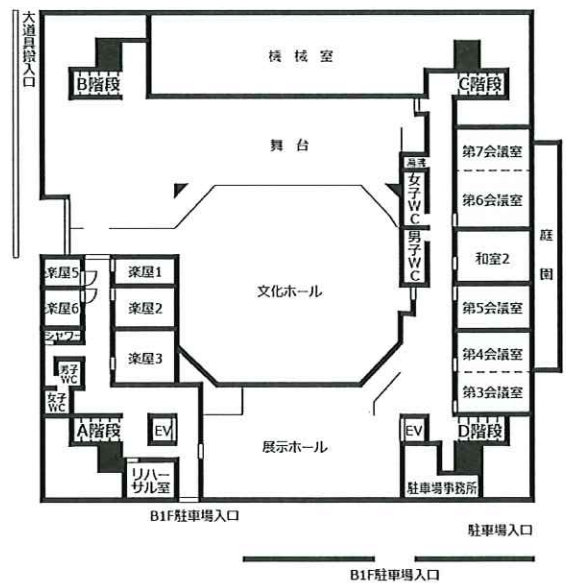 大道具搬入口
機械室
B階段
C階段
舞台
湯沸
女子WC
男子WC
第7会議室
第6会議室
和室2
第5会議室
第4会議室
第3会議室
庭園
楽屋5
楽屋1
楽屋6
楽屋2
シャワー
楽屋3
男子
WC
女子
WC
文化ホール
A階段
EV
展示ホール
EV
D階段
リハー
サル室
駐車場事務所
B1F駐車場入口
駐車場入口
B1F駐車場入口